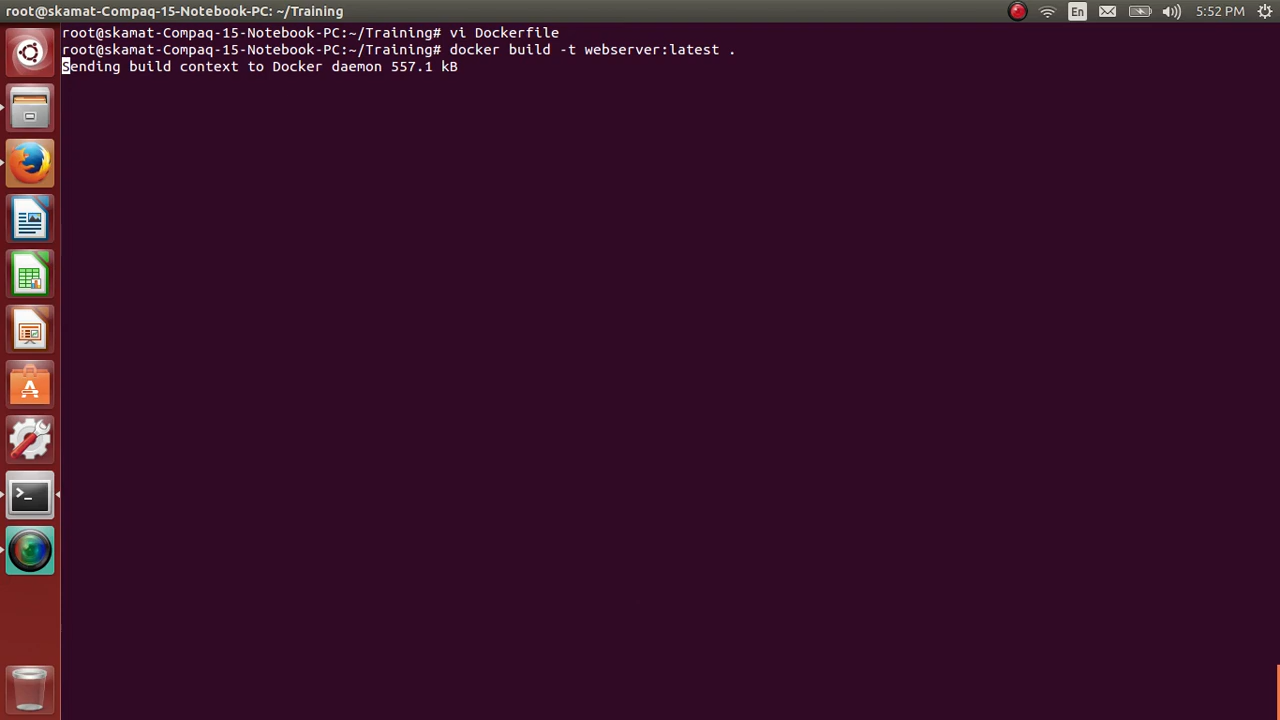 root@skamat-Compaq-15-Notebook-PC: ~/Training
En
5:52 PM
root@skamat-Compaq-15-Notebook-PC:~/Training# vi Dockerfile
root@skamat-Compaq-15-Notebook-PC:~/Training# docker build -t webserver:latest .
Sending build context to Docker daemon 557.1 kB